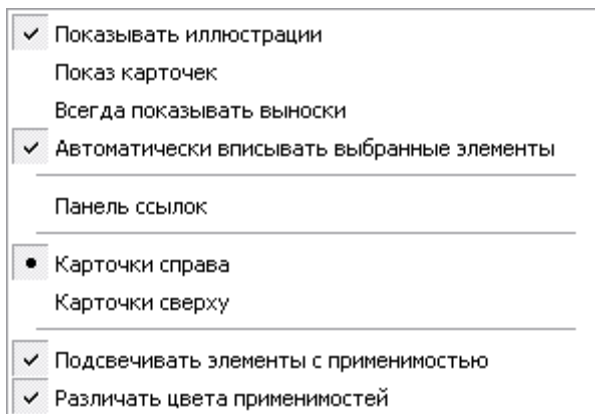 Показывать иллюстрации
Показ карточек
Всегда показывать выноски
Автоматически вписывать выбранные элементы
Панель ссылок
Карточки справа
Карточки сверху
Подсвечивать элементы с применимостью
Различать цвета применимостей